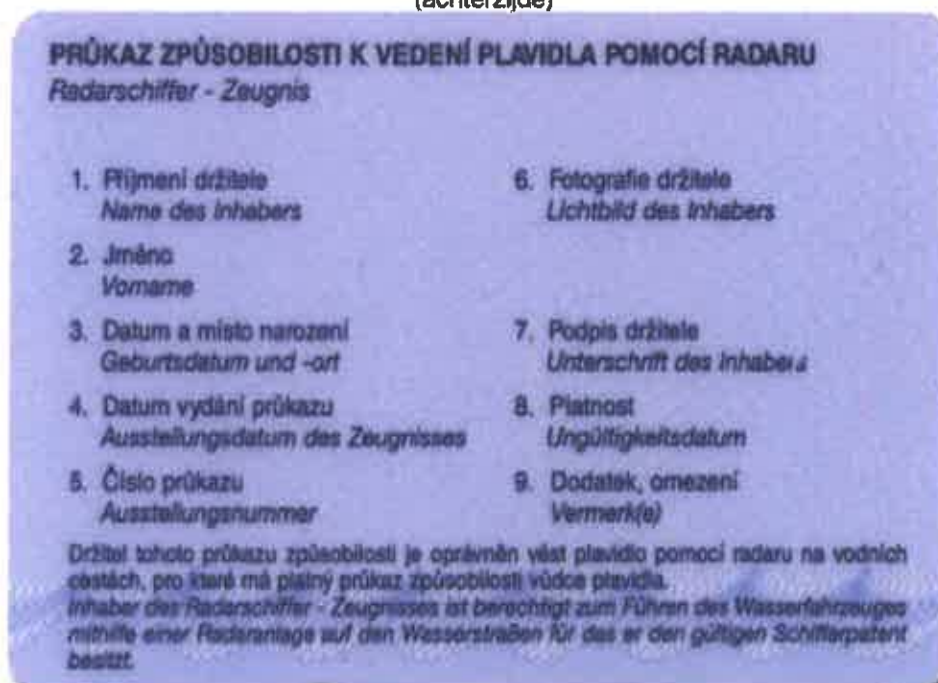 (achterzijde)
PRŮKAZ ZPŮSOBILOSTI K VEDENÍ PLAVIDLA POMOCÍ RADARU
Radarschiffer - Zeugnis
1. Příjmení držitele
Name des Inhabers
2. Jméno
Vorname
3. Datum a místo narození
Geburtsdatum und -ort
4. Datum vydání průkazu
Ausstellungsdatum des Zeugnisses
5. Číslo průkazu
Ausstellungsnummer
6. Fotografie držitele
Lichtbild des Inhabers
7. Podpis držitele
Unterschrift des Inhabers
8. Platnost
Ungültigkeitsdatum
9. Dodatek, omezení
Vermerk(e)
Držitel tohoto průkazu způsobilosti je oprávněn vést plavidlo pomocí radaru na vodních
cestách, pro které má platný průkaz způsobilosti vůdce plavidla.
Inhaber des Radarschiffer - Zeugnisses ist berechtigt zum Führen des Wasserfahrzeuges
mithilfe einer Radaranlage auf den Wasserstraßen für das er den gültigen Schifferpatent
besitzt.